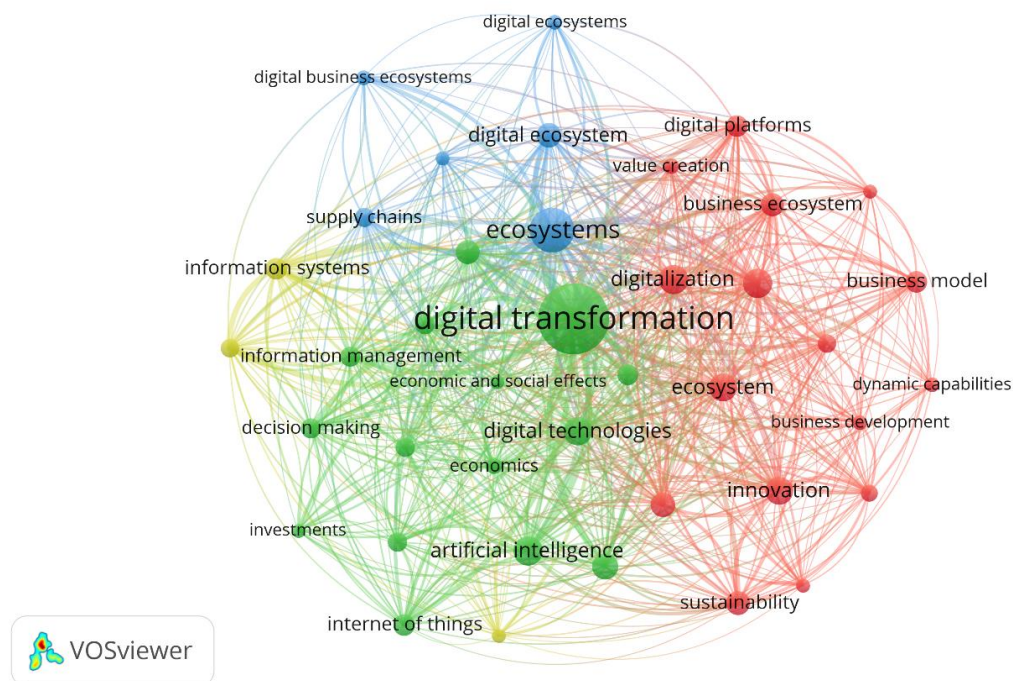 digital ecosystems
digital business ecosystems
digital platforms
digital ecosystem
value creation
business ecosystem
supply chains
ecosystems
information systems
digitalization
business model
digital transformation
information management
economic and social effects
ecosystem
dynamic capabilities
business development
decision making
digital technologies
economics
innovation
investments
artificial intelligence
sustainability
internet of things
VOSviewer